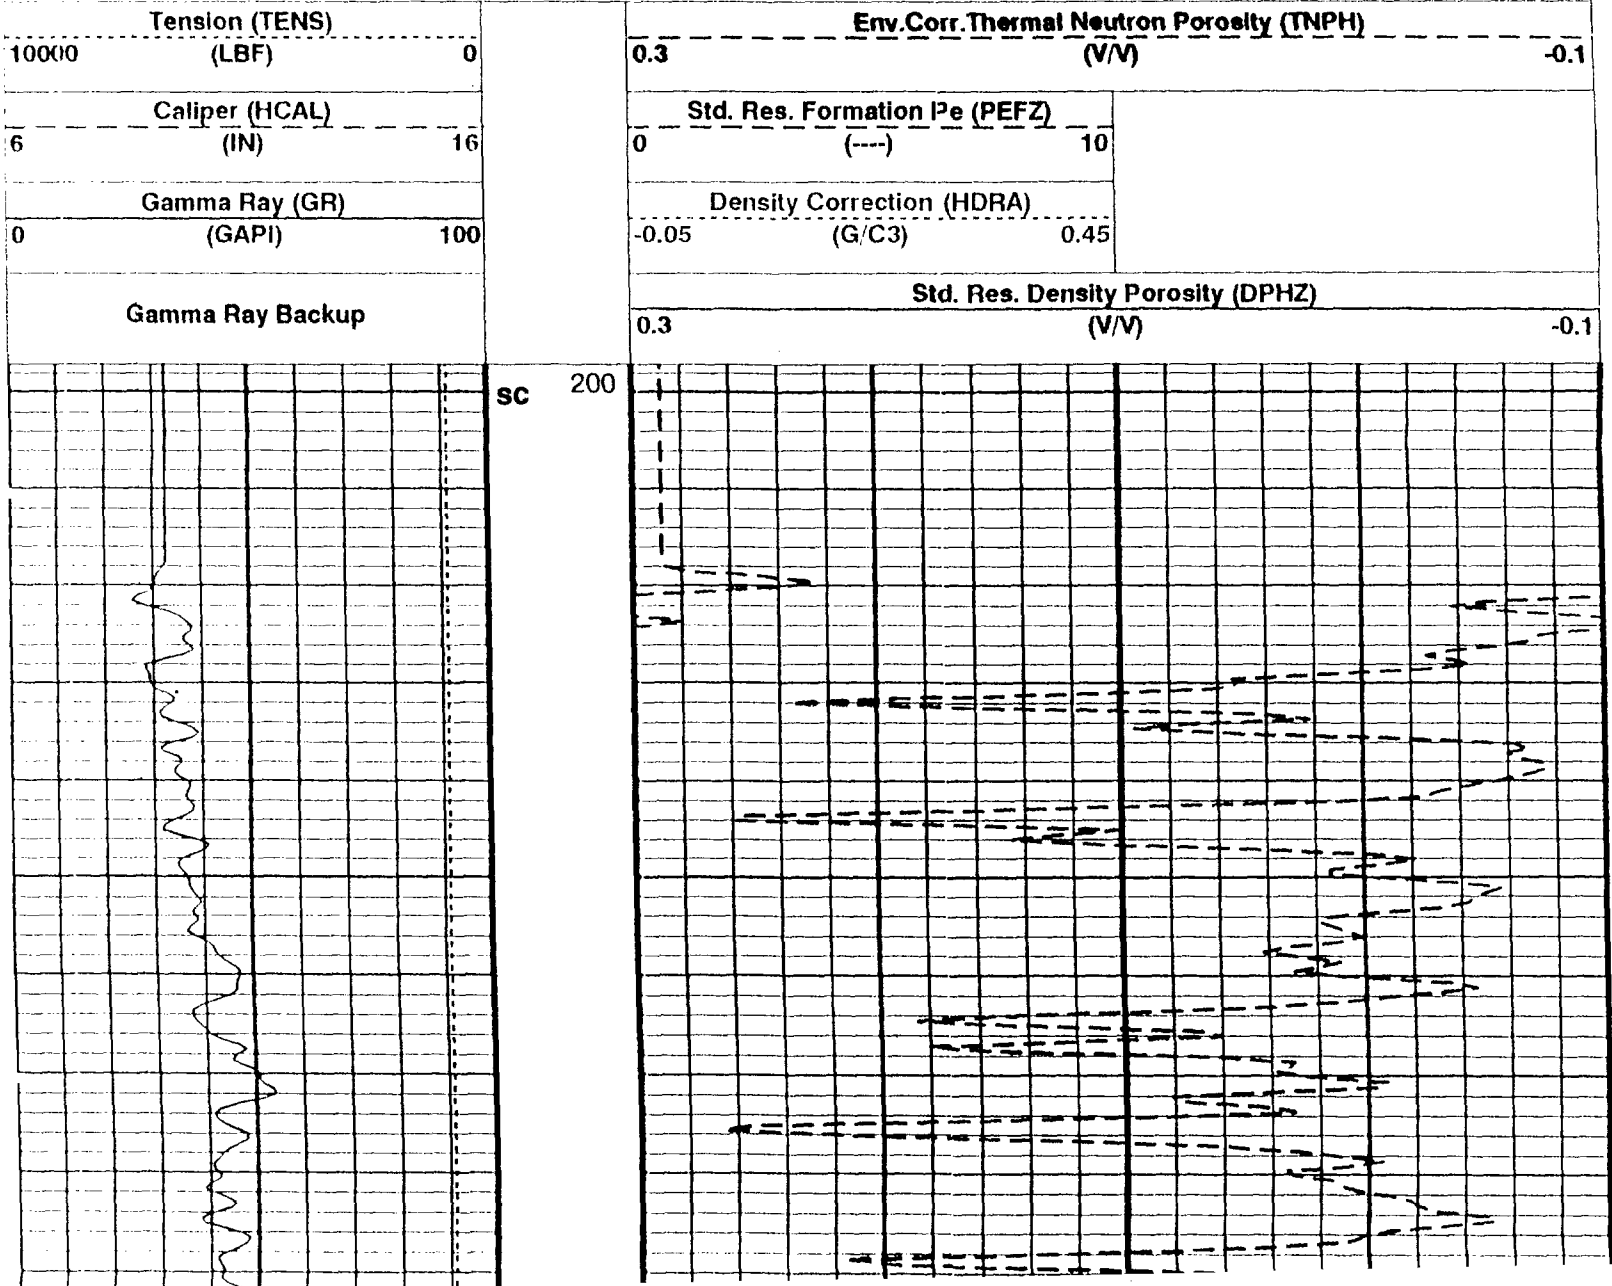 Tension (TENS)
10000 (LBF) 0
Caliper (HCAL)
6 (IN) 16
Gamma Ray (GR)
0 (GAPI) 100
Gamma Ray Backup
Env.Corr.Thermal Neutron Porosity (TNPH)
0.3 (V/V) -0.1
Std. Res. Formation Pe (PEFZ)
0 (----) 10
Density Correction (HDRA)
-0.05 (G/C3) 0.45
Std. Res. Density Porosity (DPHZ)
0.3 (V/V) -0.1
SC 200